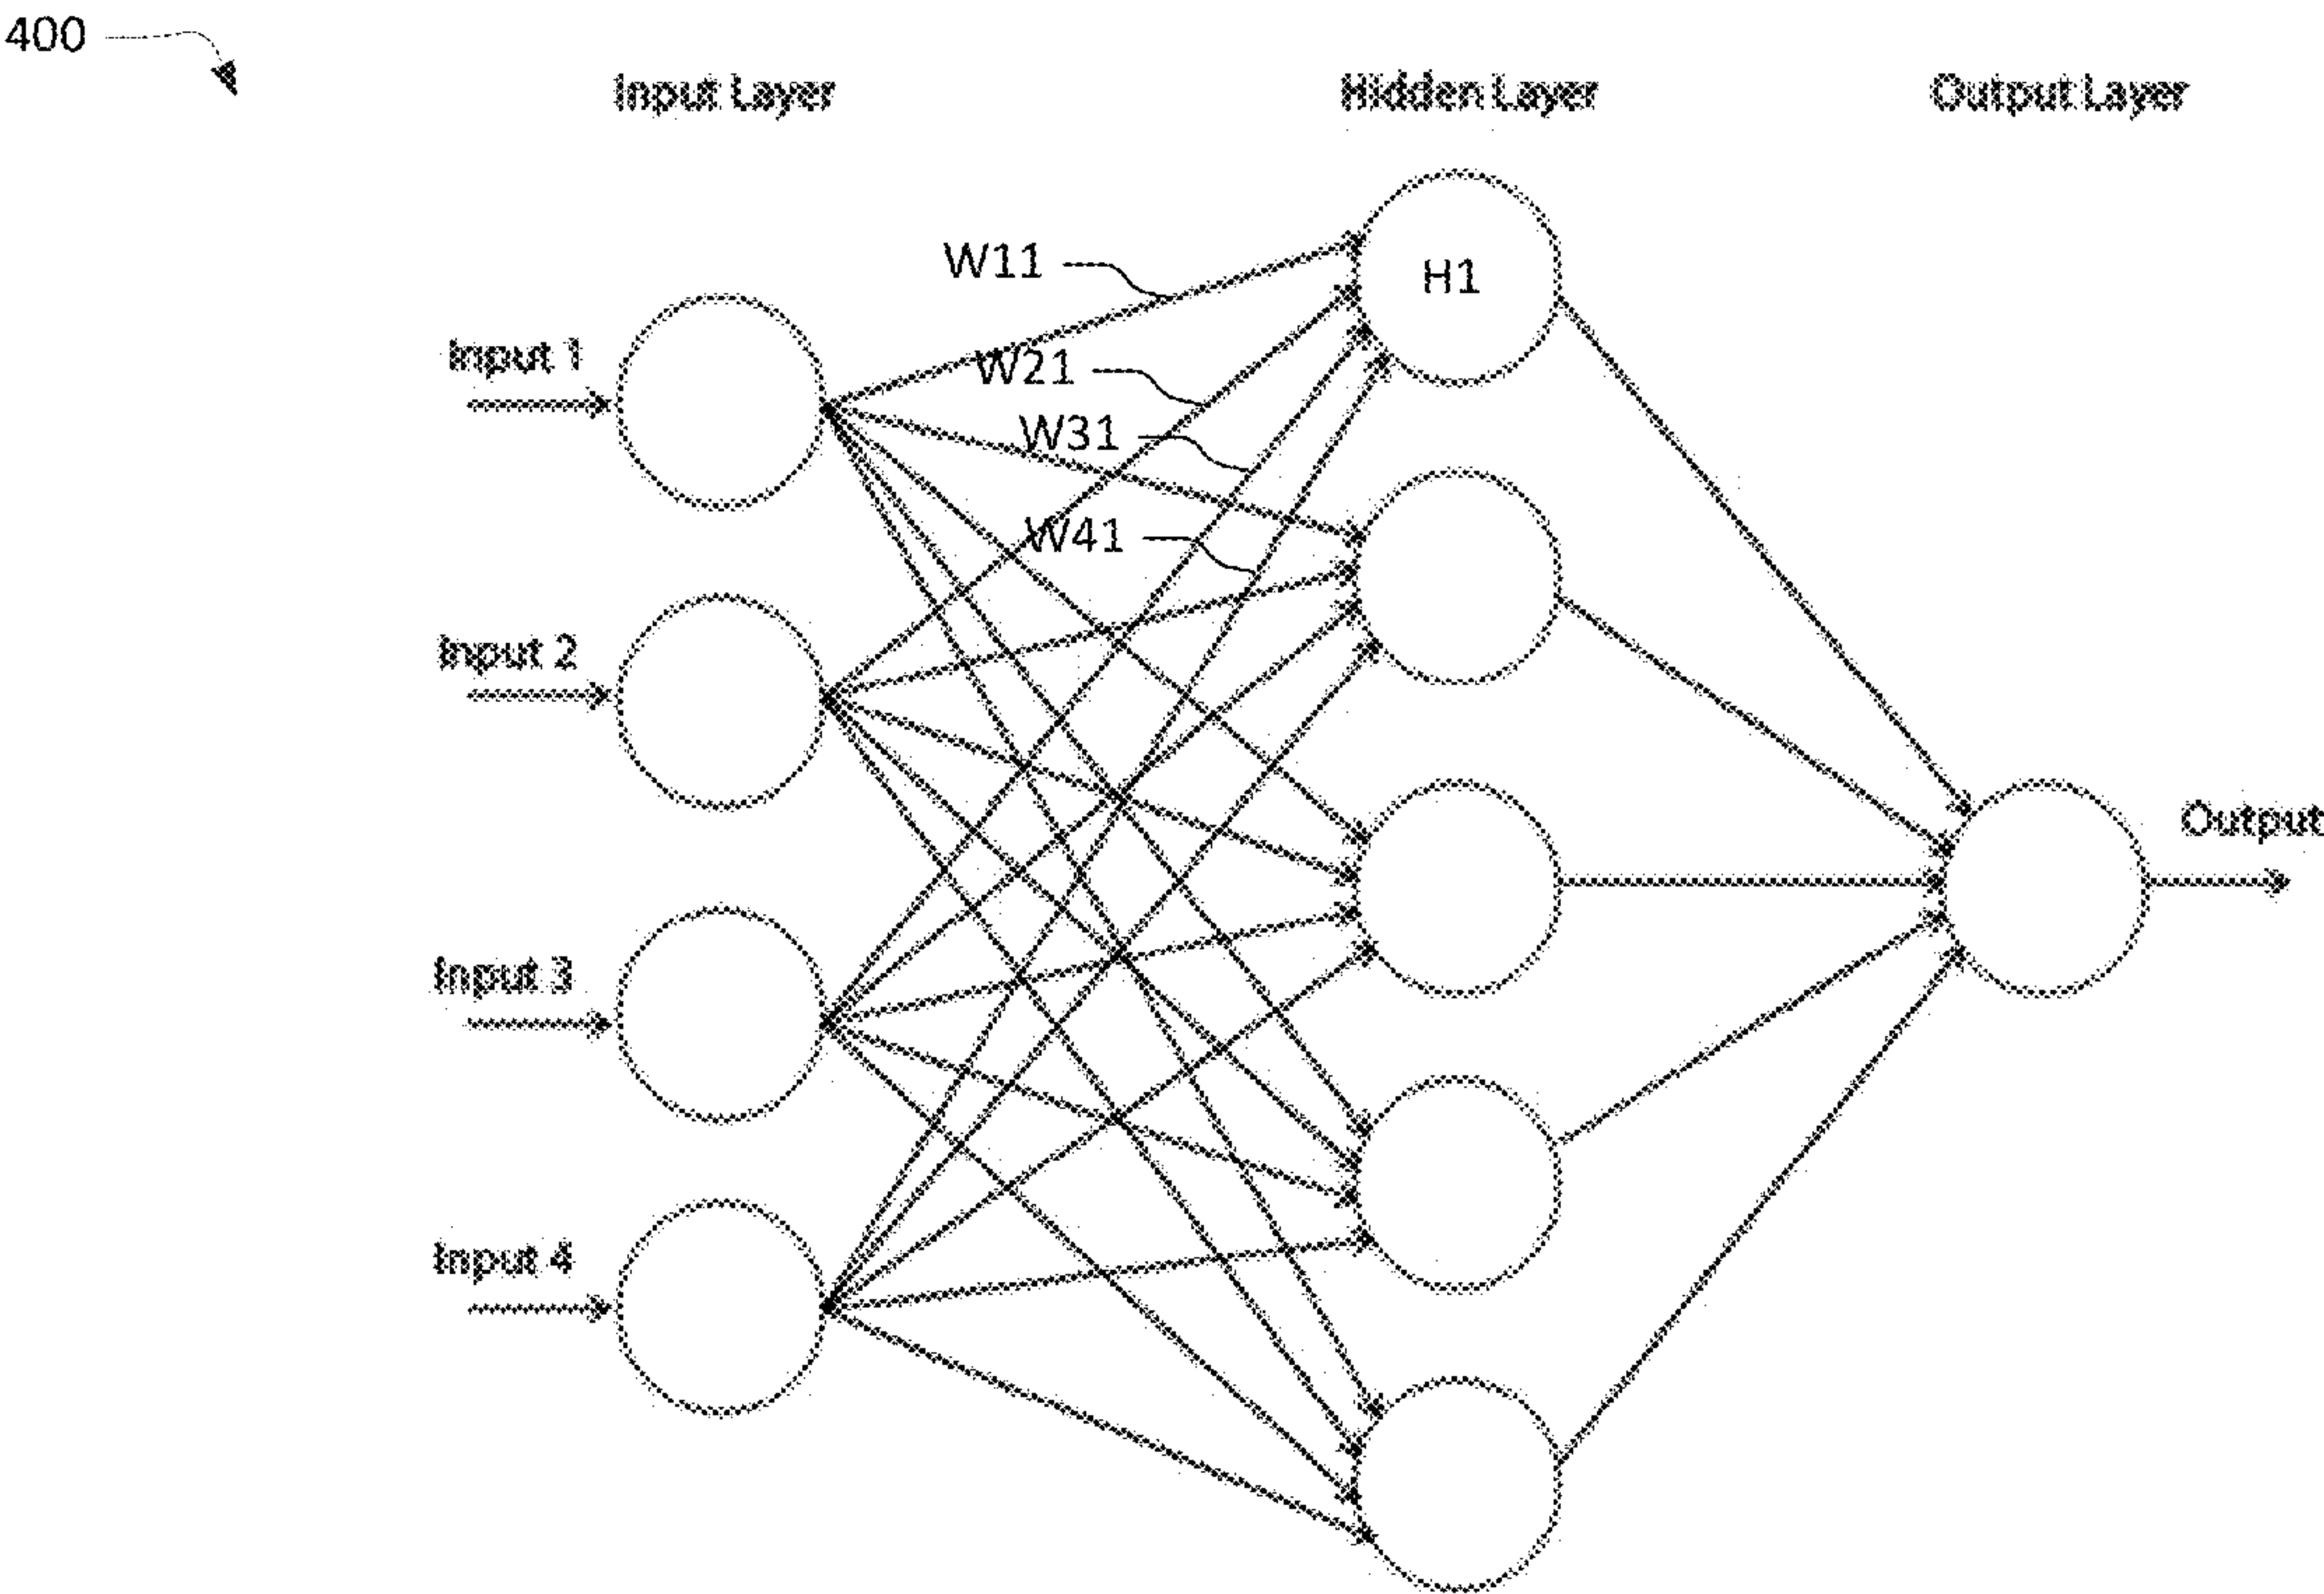 400
Input Layer
Hidden Layer
Output Layer
W11
H1
Input 1
W21
W31
W41
Input 2
Output
Input 3
Input 4